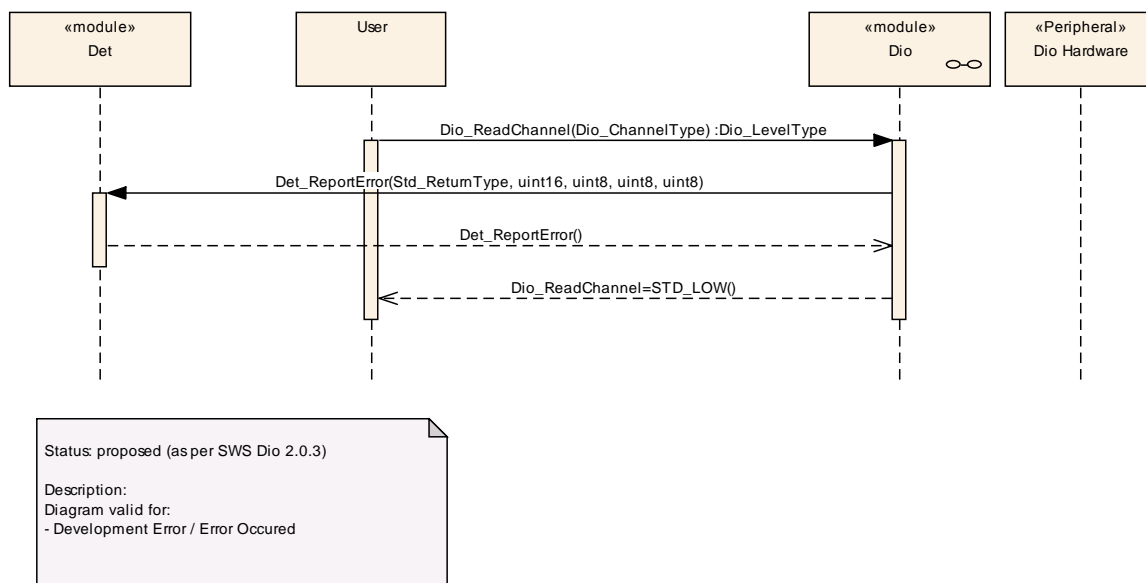 «module»
Det
User
«module»
Dio
«Peripheral»
Dio Hardware
Dio_ReadChannel(Dio_ChannelType) :Dio_LevelType
Det_ReportError(Std_ReturnType, uint16, uint8, uint8, uint8)
Det_ReportError()
Dio_ReadChannel=STD_LOW()
Status: proposed (as per SWS Dio 2.0.3)
Description:
Diagram valid for:
- Development Error / Error Occured